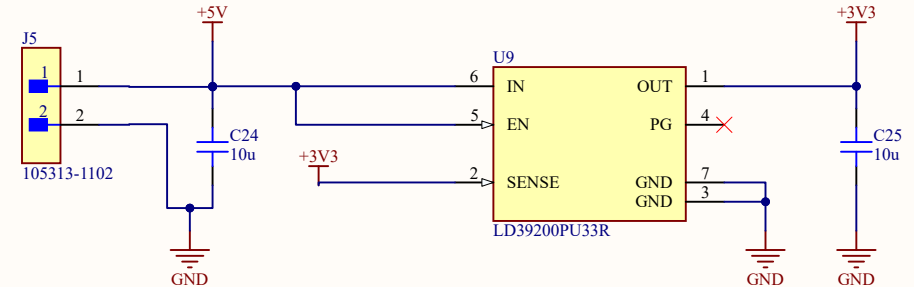 +5V
+3V3
J5
U9
1
1
6
IN
OUT
1
2
2
5
EN
PG
4
C24
10u
C25
10u
+3V3
2
SENSE
GND
7
GND
3
105313-1102
LD39200PU33R
GND
GND
GND